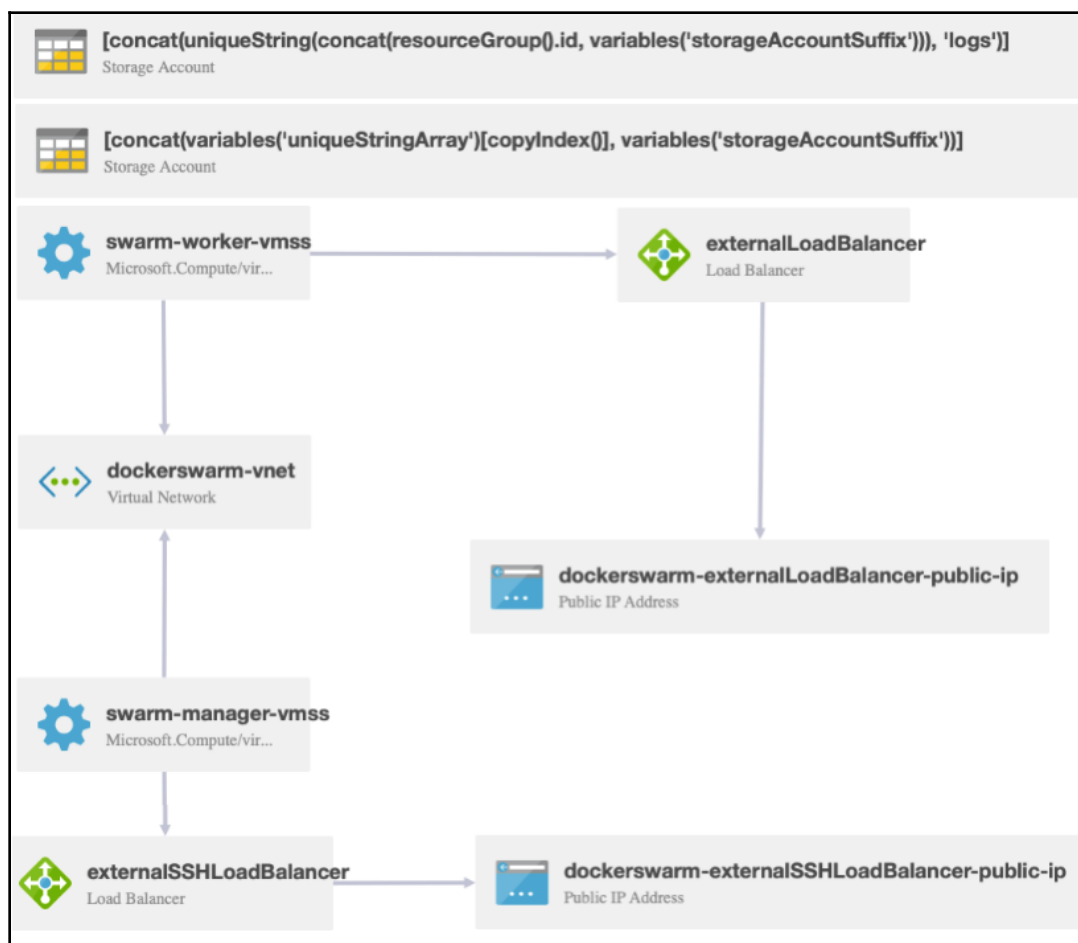 [concat(uniqueString(concat(resourceGroup().id, variables('storageAccountSuffix'))), 'logs')]
Storage Account
[concat(variables('uniqueStringArray')[copyIndex()], variables('storageAccountSuffix'))]
Storage Account
swarm-worker-vmss
Microsoft.Compute/vir...
externalLoadBalancer
Load Balancer
dockerswarm-vnet
Virtual Network
dockerswarm-externalLoadBalancer-public-ip
Public IP Address
swarm-manager-vmss
Microsoft.Compute/vir...
externalSSHLoadBalancer
Load Balancer
dockerswarm-externalSSHLoadBalancer-public-ip
Public IP Address